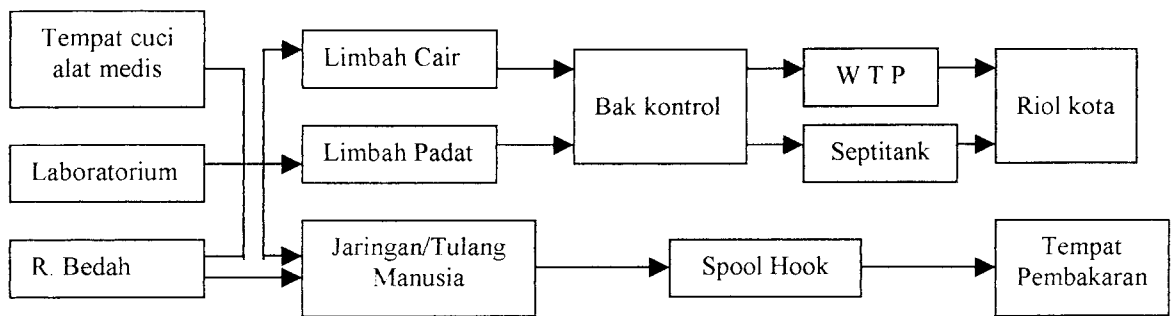 Tempat cuci
alat medis
Laboratorium
R. Bedah
Limbah Cair
Limbah Padat
Jaringan/Tulang
Manusia
Bak kontrol
W T P
Septitank
Spool Hook
Riol kota
Tempat
Pembakaran